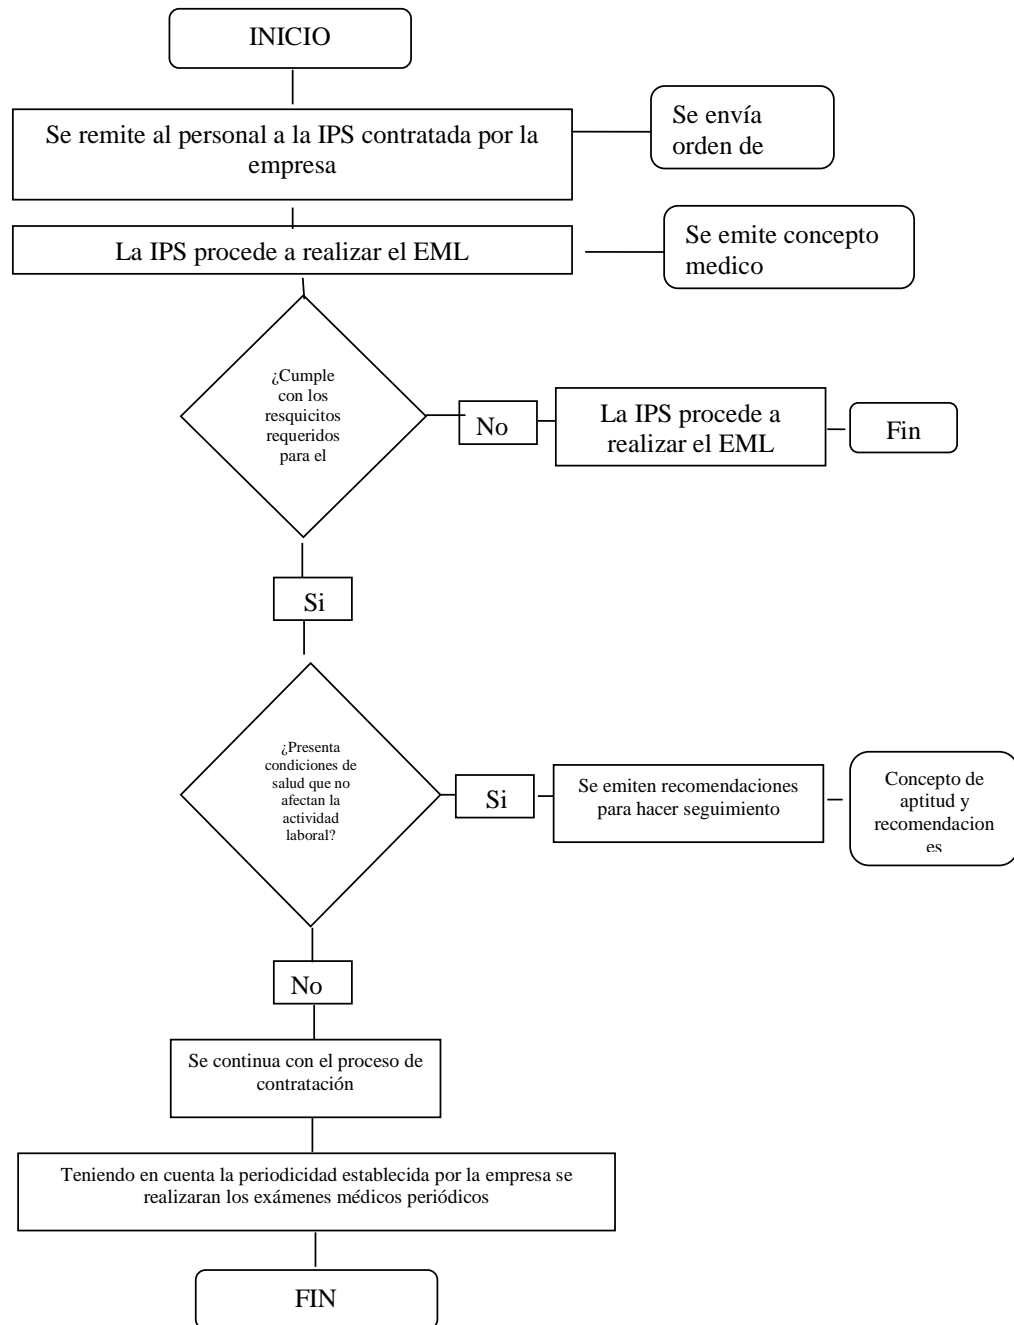 INICIO
Se remite al personal a la IPS contratada por la
empresa
Se envía
orden de
La IPS procede a realizar el EML
Se emite concepto
medico
¿Cumple
con los
resquicitos
requeridos
para el
No
La IPS procede a
realizar el EML
Fin
Si
¿Presenta
condiciones de
salud que no
afectan la
actividad
laboral?
Si
Se emiten recomendaciones
para hacer seguimiento
Concepto de
aptitud y
recomendacion
es
No
Se continua con el proceso de
contratación
Teniendo en cuenta la periodicidad establecida por la empresa se
realizaran los exámenes médicos periódicos
FIN